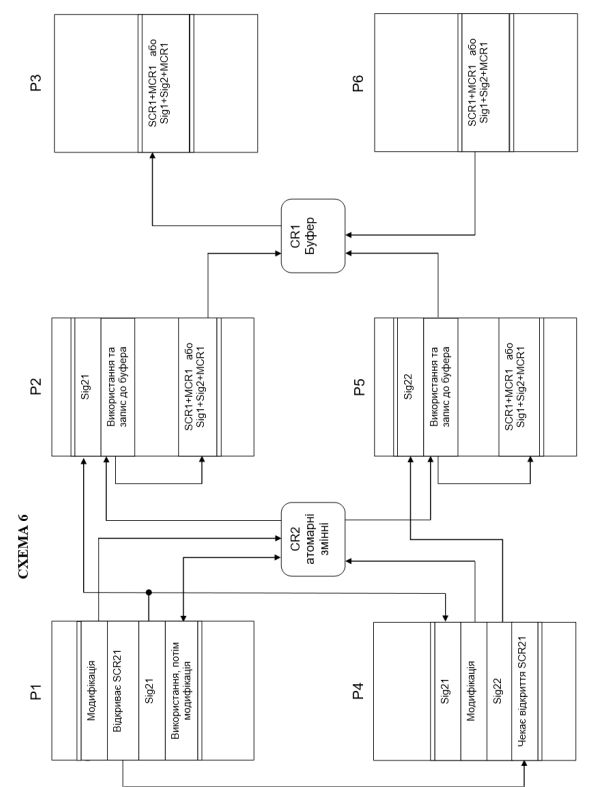 СХЕМА 6
P1
Модифікація
Відкриває SCR21
Sig21
Використання, потім
модифікація
P2
Sig21
Використання та
запис до буфера
SCR1+MCR1 або
Sig1+Sig2+MCR1
P3
SCR1+MCR1 або
Sig1+Sig2+MCR1
CR2
атомарні
змінні
CR1
Буфер
P4
Sig21
Модифікація
Sig22
Чекає відкриття SCR21
P5
Sig22
Використання та
запис до буфера
SCR1+MCR1 або
Sig1+Sig2+MCR1
P6
SCR1+MCR1 або
Sig1+Sig2+MCR1